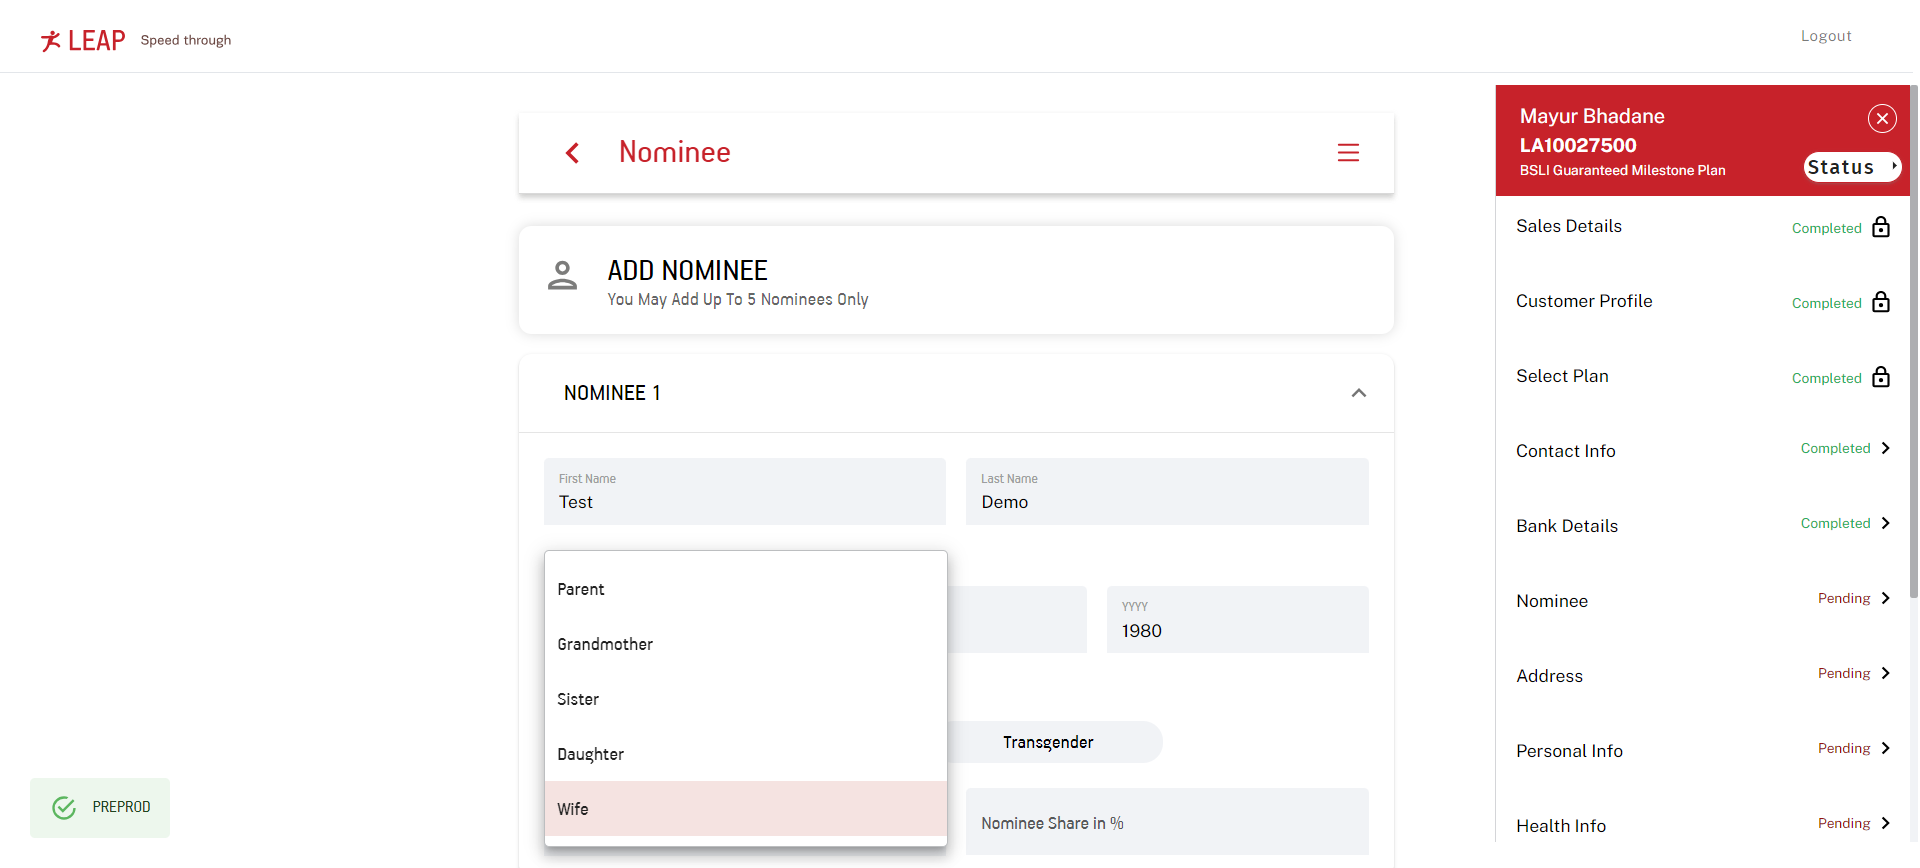 LEAP Speed through
Logout
Nominee
ADD NOMINEE
You May Add Up To 5 Nominees Only
NOMINEE 1
First Name
Test
Last Name
Demo
Parent
Grandmother
Sister
Daughter
Wife
YYYY
1980
Transgender
Nominee Share in %
Mayur Bhadane
LA10027500
BSLI Guaranteed Milestone Plan
Status
Sales Details Completed
Customer Profile Completed
Select Plan Completed
Contact Info Completed
Bank Details Completed
Nominee Pending
Address Pending
Personal Info Pending
Health Info Pending
PREPROD